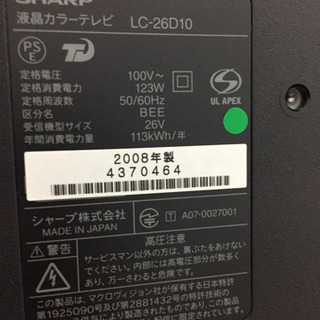 SHARP
液晶カラーテレビ LC-26D10
PS E
定格電圧 100V~
定格消費電力 123W
定格周波数 50/60Hz
区分名 BEE
受信機型サイズ 26V
年間消費電力量 113kWh/年
UL APEX
2008年製
4370464
シャープ株式会社
MADE IN JAPAN
T A07-0027001
警告
高圧注意
サービスマン以外の方は、裏ぶたをあけないで
ください。内部には高電圧部分が数多く
あり、万一さわると危険です。
この製品は、マクロヴィジョン社が保有する日本特許
第1925090号及び第2881432号の特許技術の